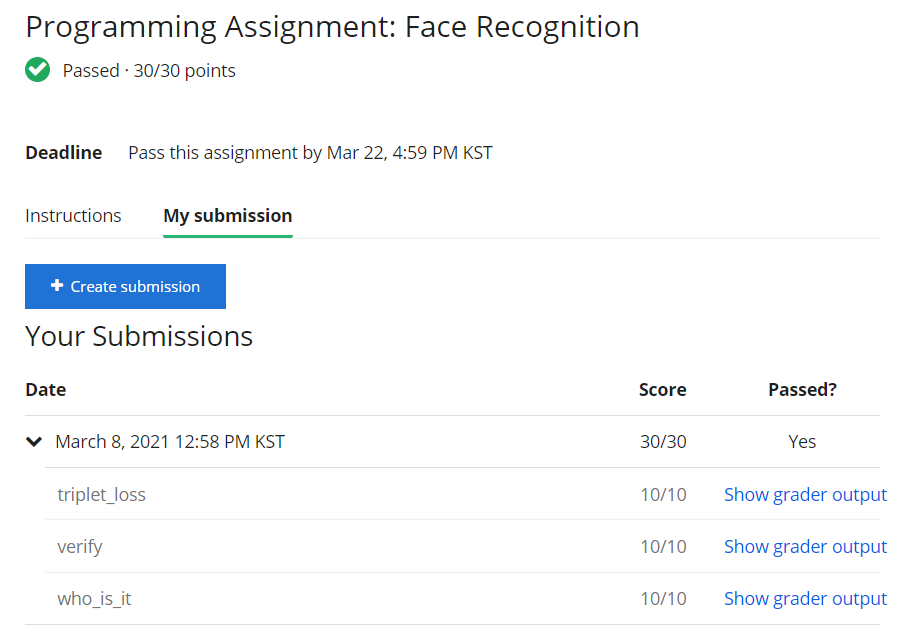 Programming Assignment: Face Recognition
Passed · 30/30 points
Deadline Pass this assignment by Mar 22, 4:59 PM KST
Instructions My submission
+ Create submission
Your Submissions
Date Score Passed?
March 8, 2021 12:58 PM KST 30/30 Yes
triplet_loss 10/10 Show grader output
verify 10/10 Show grader output
who_is_it 10/10 Show grader output